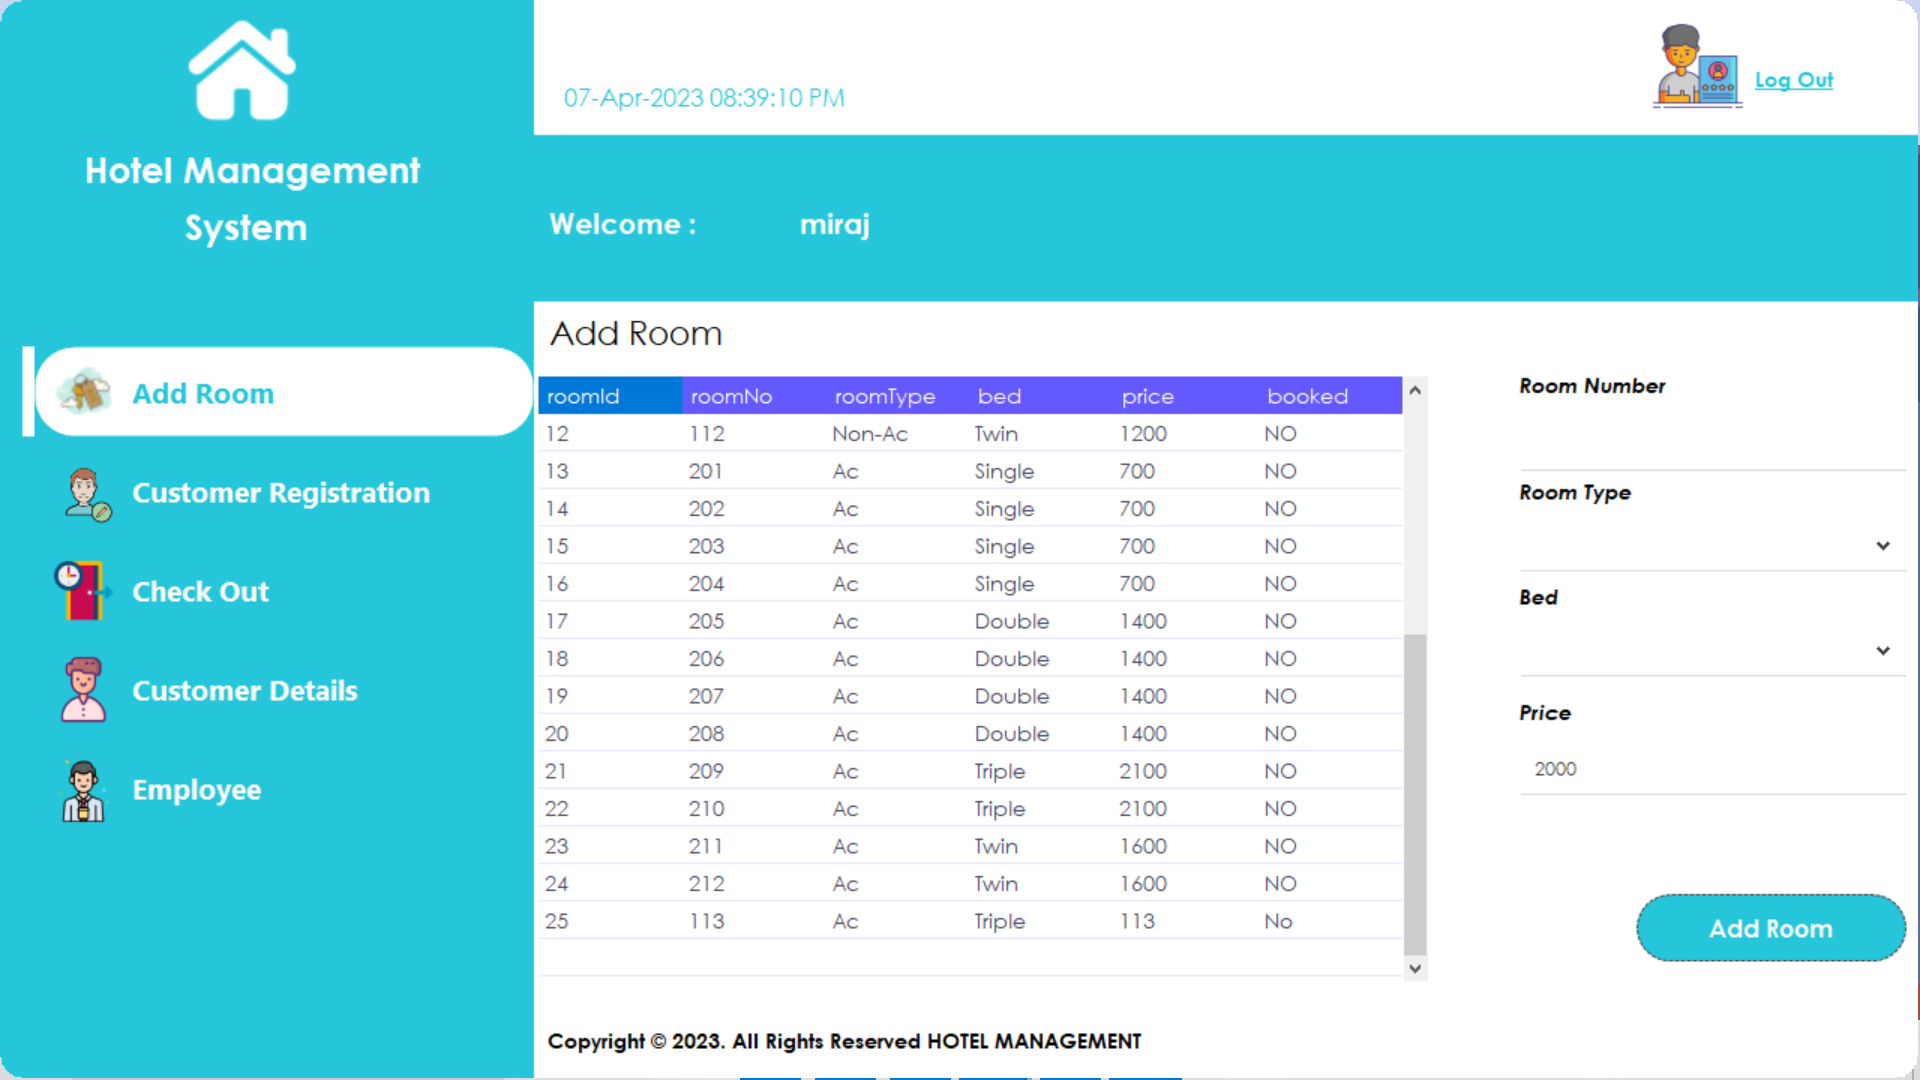 Hotel Management
System
07-Apr-2023 08:39:10 PM
Log Out
Welcome : miraj
Add Room
Customer Registration
Check Out
Customer Details
Employee
Add Room
roomId roomNo roomType bed price booked
12 112 Non-Ac Twin 1200 NO
13 201 Ac Single 700 NO
14 202 Ac Single 700 NO
15 203 Ac Single 700 NO
16 204 Ac Single 700 NO
17 205 Ac Double 1400 NO
18 206 Ac Double 1400 NO
19 207 Ac Double 1400 NO
20 208 Ac Double 1400 NO
21 209 Ac Triple 2100 NO
22 210 Ac Triple 2100 NO
23 211 Ac Twin 1600 NO
24 212 Ac Twin 1600 NO
25 113 Ac Triple 113 No
Room Number
Room Type
Bed
Price
2000
Add Room
Copyright © 2023. All Rights Reserved HOTEL MANAGEMENT